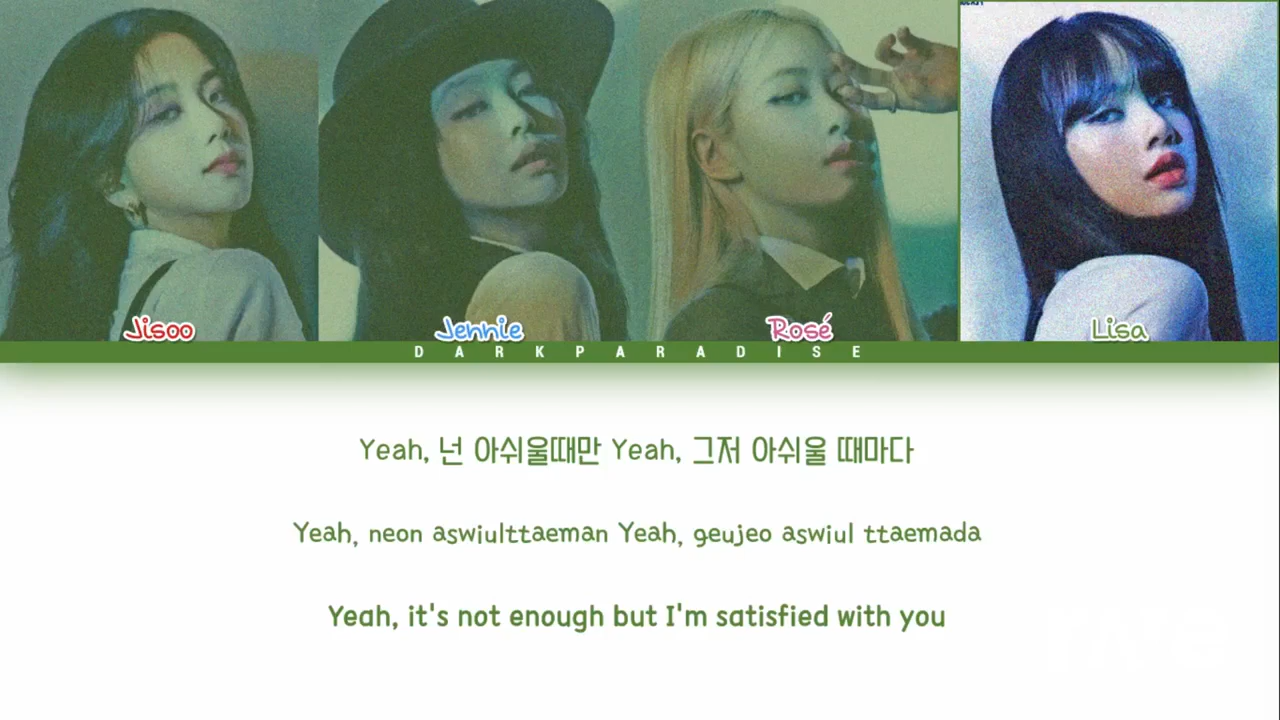 Jisoo Jennie Rosé Lisa
DARKPARADISE
Yeah, 넌 아쉬울때만 Yeah, 그저 아쉬울 때마다
Yeah, neon aswiulttaeman Yeah, geujeo aswiul ttaemada
Yeah, it's not enough but I'm satisfied with you